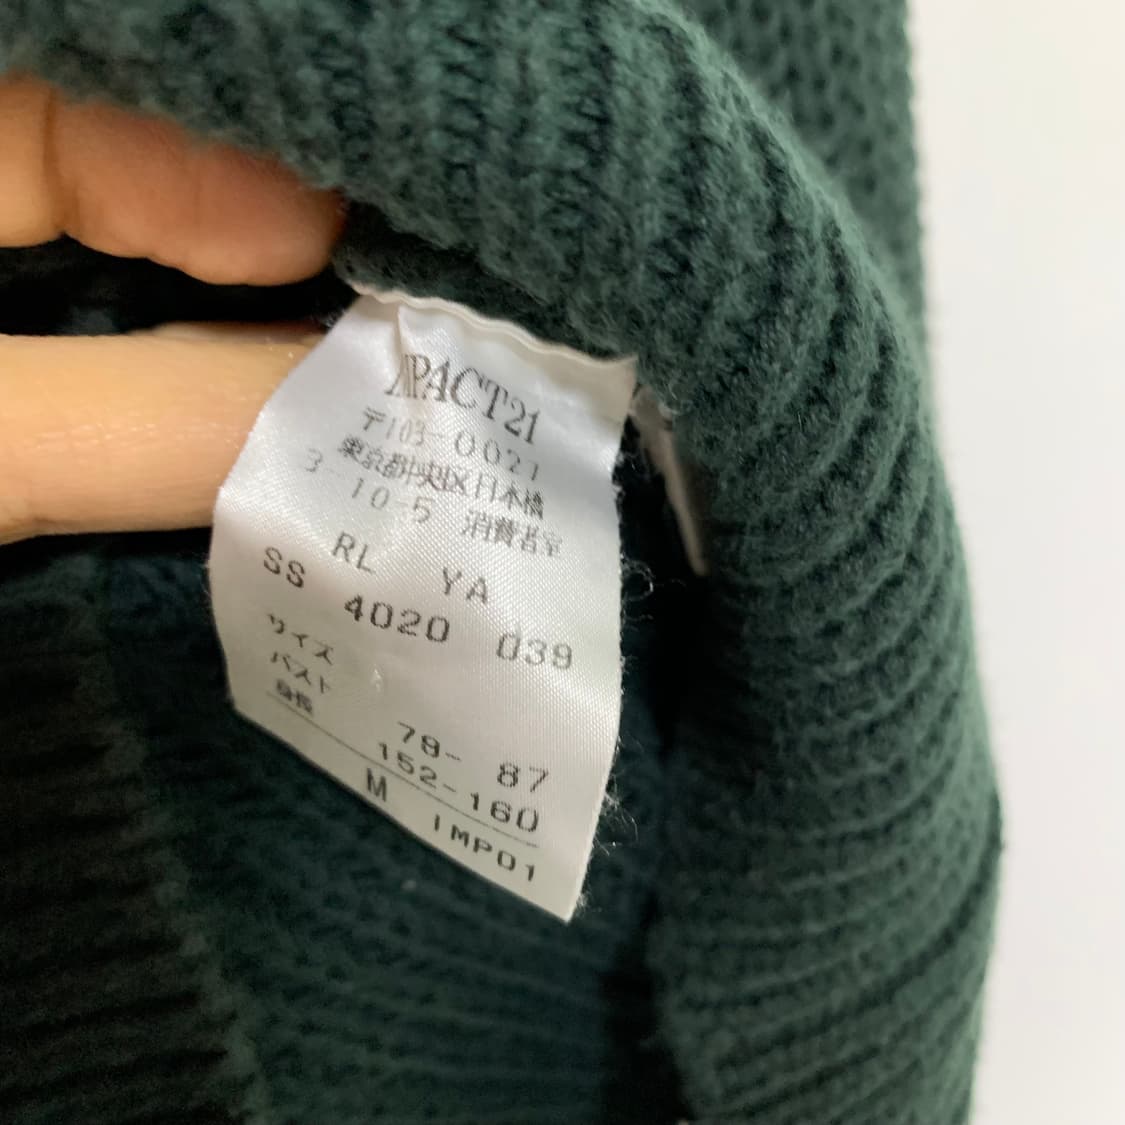 IMPACT21
〒103-0027
東京都中央区日本橋
3-10-5 消費者室
RL YA
SS 4020 039
サイズ
バスト 79- 87
身長 152-160
M
IMP01